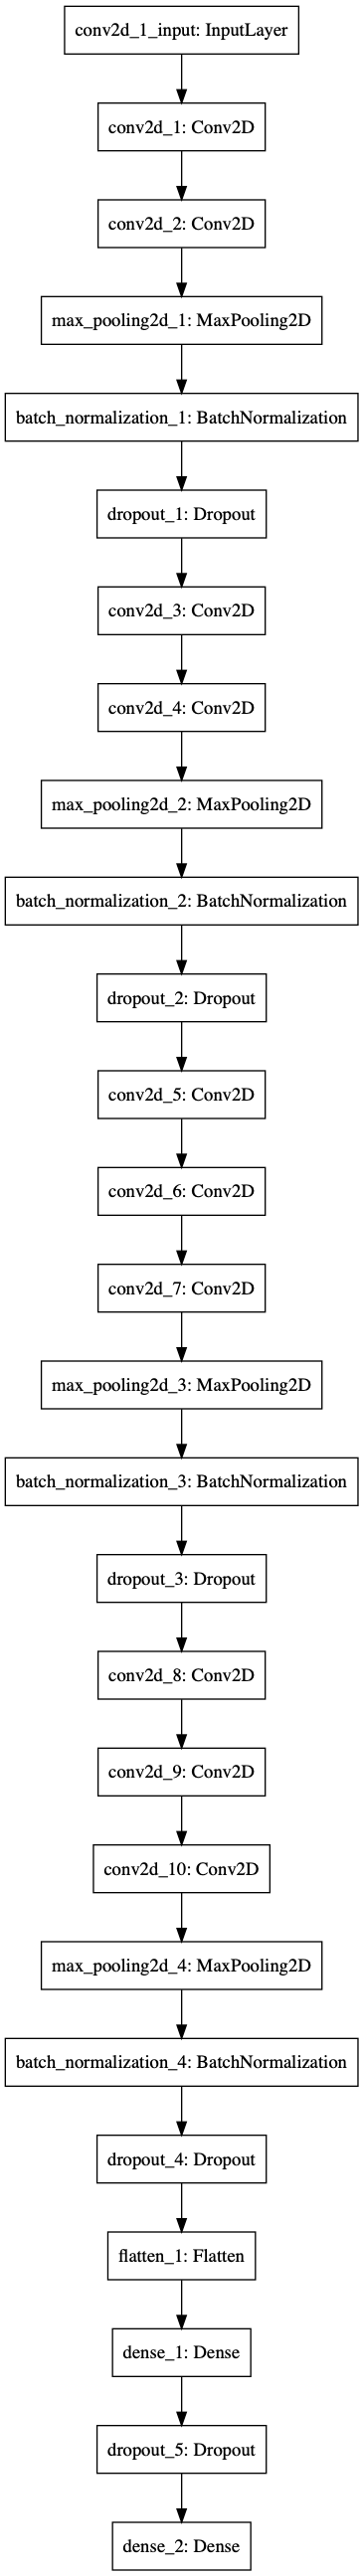 conv2d_1_input: InputLayer
conv2d_1: Conv2D
conv2d_2: Conv2D
max_pooling2d_1: MaxPooling2D
batch_normalization_1: BatchNormalization
dropout_1: Dropout
conv2d_3: Conv2D
conv2d_4: Conv2D
max_pooling2d_2: MaxPooling2D
batch_normalization_2: BatchNormalization
dropout_2: Dropout
conv2d_5: Conv2D
conv2d_6: Conv2D
conv2d_7: Conv2D
max_pooling2d_3: MaxPooling2D
batch_normalization_3: BatchNormalization
dropout_3: Dropout
conv2d_8: Conv2D
conv2d_9: Conv2D
conv2d_10: Conv2D
max_pooling2d_4: MaxPooling2D
batch_normalization_4: BatchNormalization
dropout_4: Dropout
flatten_1: Flatten
dense_1: Dense
dropout_5: Dropout
dense_2: Dense